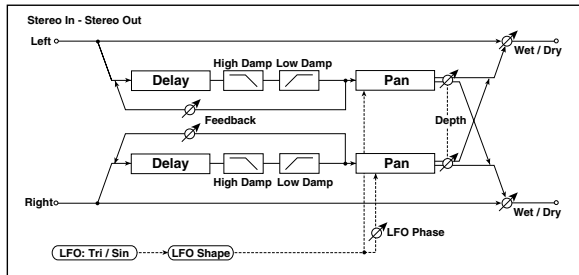 Stereo In - Stereo Out
Left
Wet / Dry
High Damp Low Damp
Delay
Pan
Feedback
Depth
Delay
Pan
High Damp Low Damp
Right
Wet / Dry
LFO Phase
LFO: Tri / Sin
LFO Shape